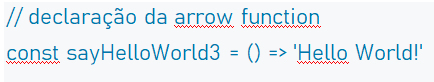 // declaração da arrow function
const sayHelloWorld3 = () => 'Hello World!'